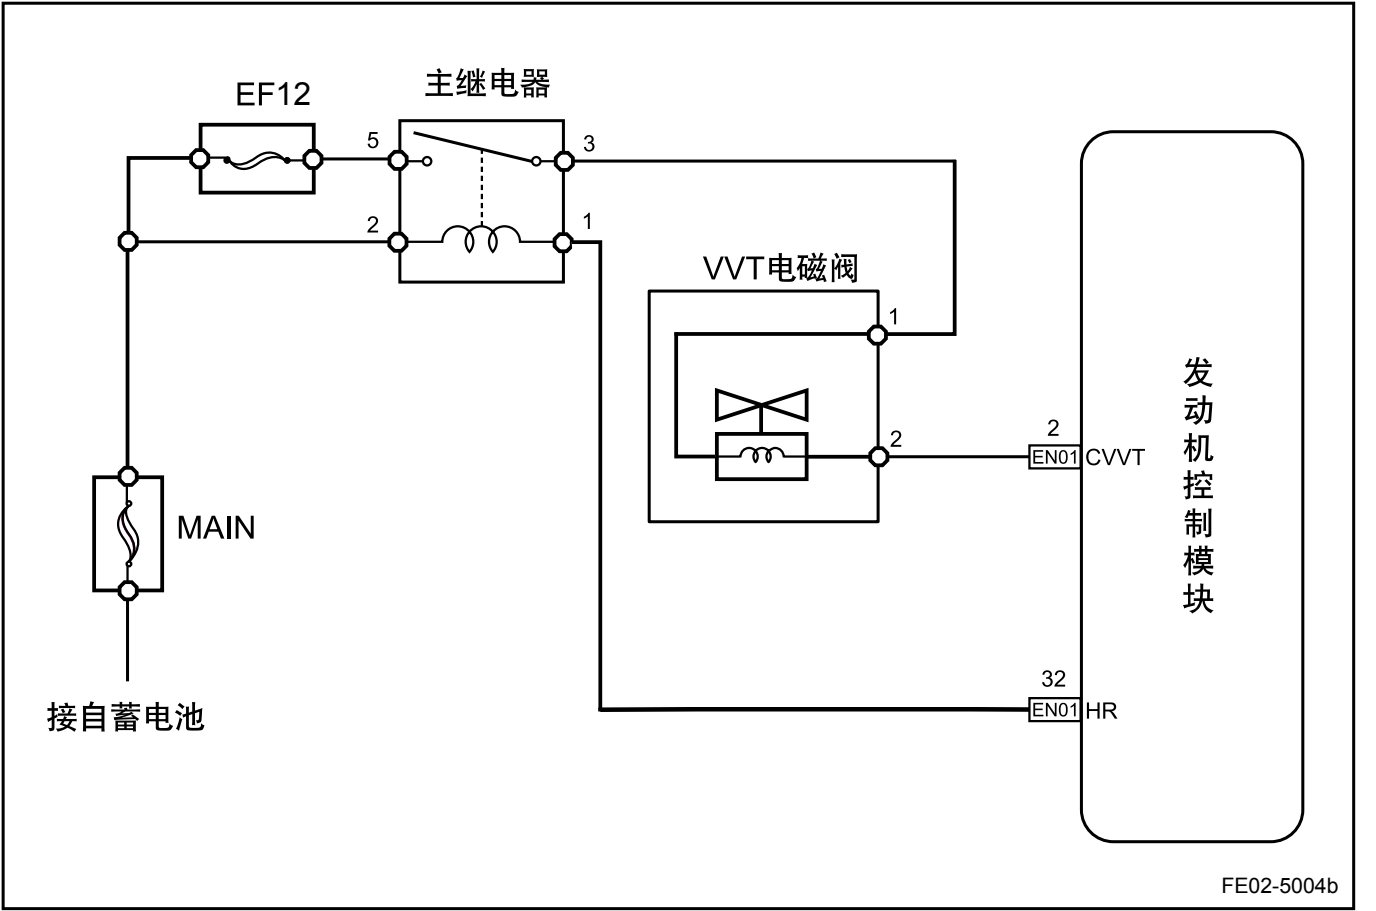 主继电器
EF12
5
3
2
1
VVT电磁阀
1
2
2
EN01 CVVT
发动机控制模块
MAIN
32
EN01 HR
接自蓄电池
FE02-5004b